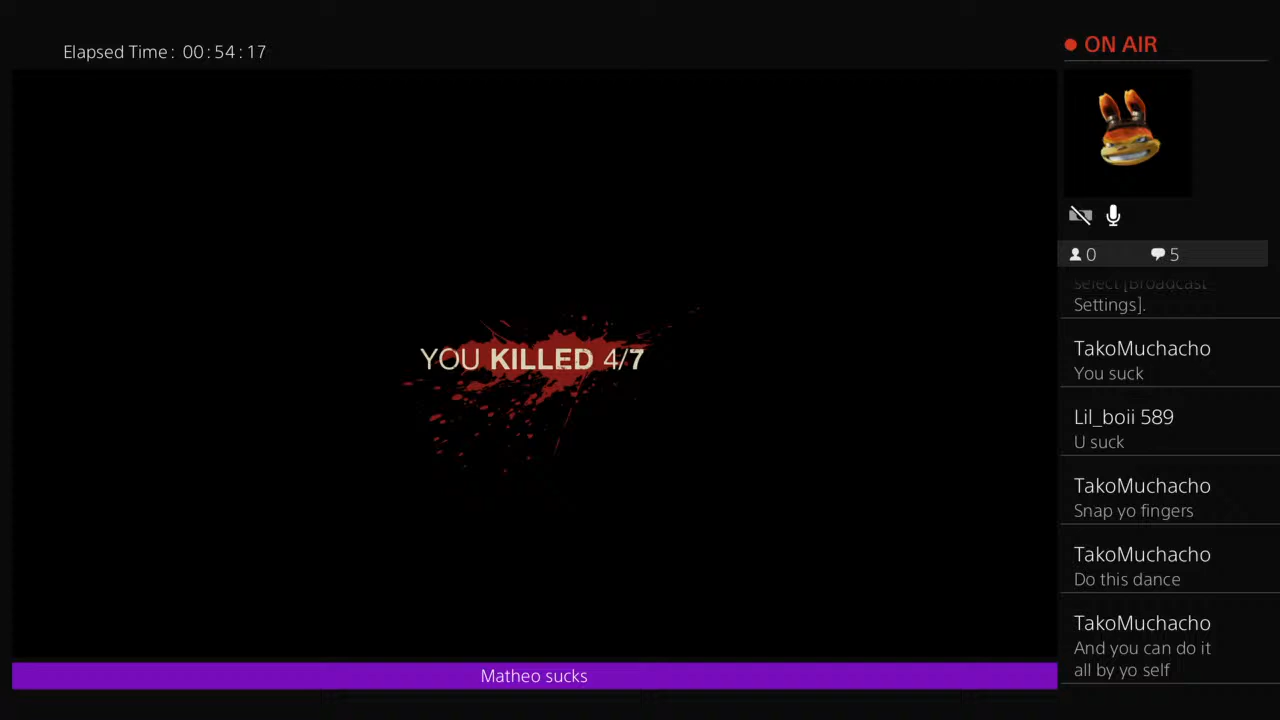 Elapsed Time: 00:54:17
ON AIR
0
5
select [Broadcast
Settings].
TakoMuchacho
You suck
Lil_boii 589
U suck
TakoMuchacho
Snap yo fingers
TakoMuchacho
Do this dance
TakoMuchacho
And you can do it
all by yo self
YOU KILLED 4/7
Matheo sucks